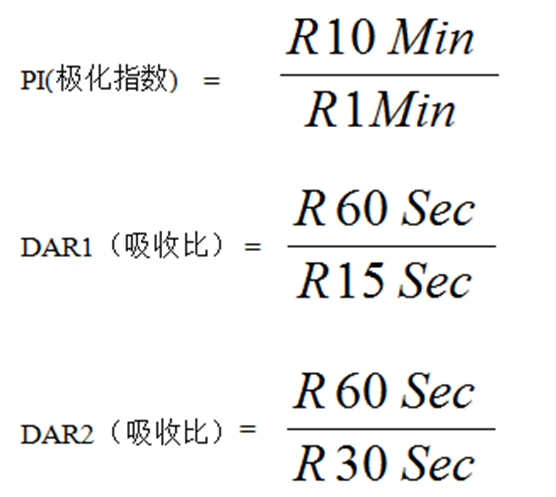 R10 Min
PI(极化指数) =
R1Min
R60 Sec
DAR1（吸收比）=
R15 Sec
R60 Sec
DAR2（吸收比）=
R30 Sec